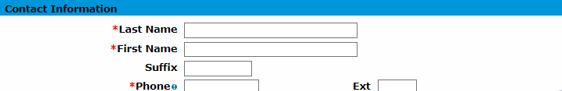 Contact Information
*Last Name
*First Name
Suffix
*Phone Ext